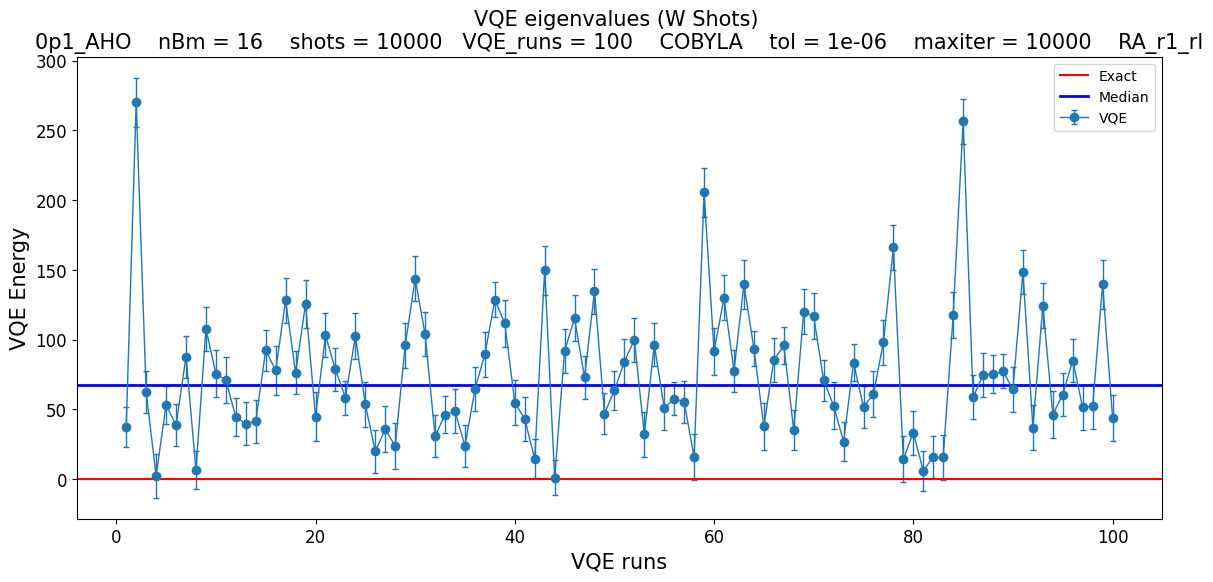 VQE eigenvalues (W Shots)
0p1_AHO nBm = 16 shots = 10000 VQE_runs = 100 COBYLA tol = 1e-06 maxiter = 10000 RA_r1_rl
300
250
200
150
100
50
0
VQE Energy
Exact
Median
VQE
0 20 40 60 80 100
VQE runs